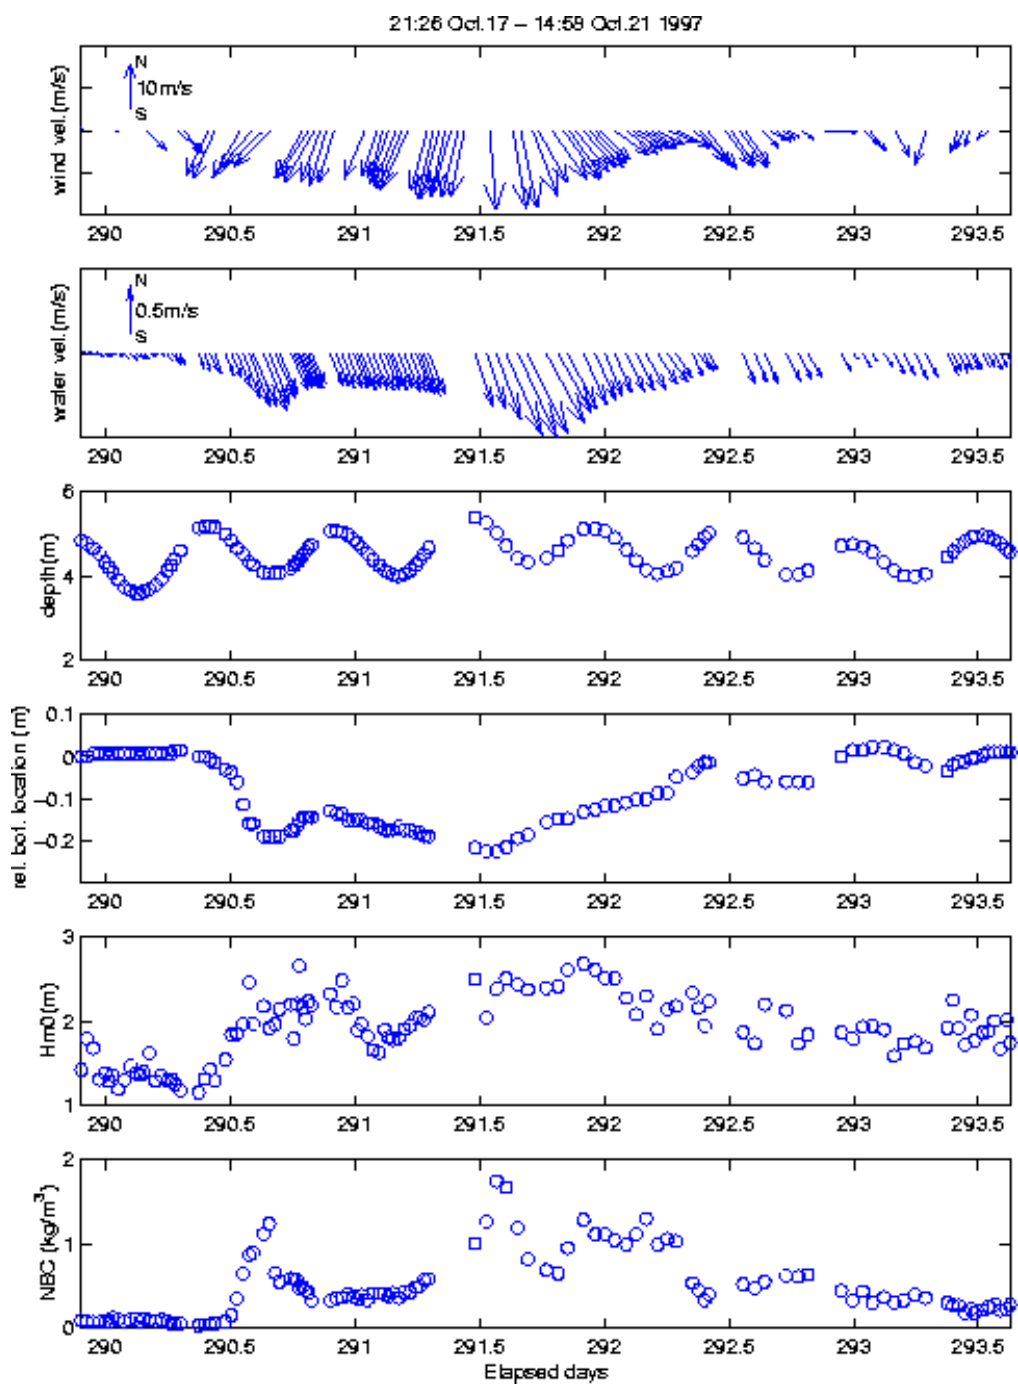 21:26 Oct.17 – 14:58 Oct.21 1997
wind vel.(m/s)
N
10m/s
S
290 290.5 291 291.5 292 292.5 293 293.5
water vel.(m/s)
N
0.5m/s
S
290 290.5 291 291.5 292 292.5 293 293.5
depth(m)
6
4
2
290 290.5 291 291.5 292 292.5 293 293.5
rel. bot. location (m)
0.1
0
−0.1
−0.2
290 290.5 291 291.5 292 292.5 293 293.5
Hm0(m)
3
2
1
290 290.5 291 291.5 292 292.5 293 293.5
NBC (kg/m³)
2
1
0
290 290.5 291 291.5 292 292.5 293 293.5
Elapsed days